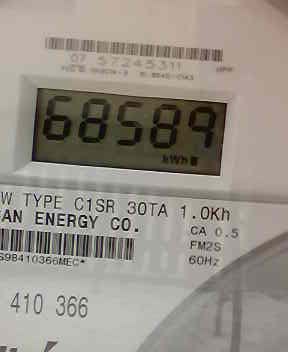 07 57245311
68589
kWh
W TYPE C1SR 30TA 1.0Kh
AN ENERGY CO.
CA 0.5
FM2S
60Hz
S98410366MEC*
410 366